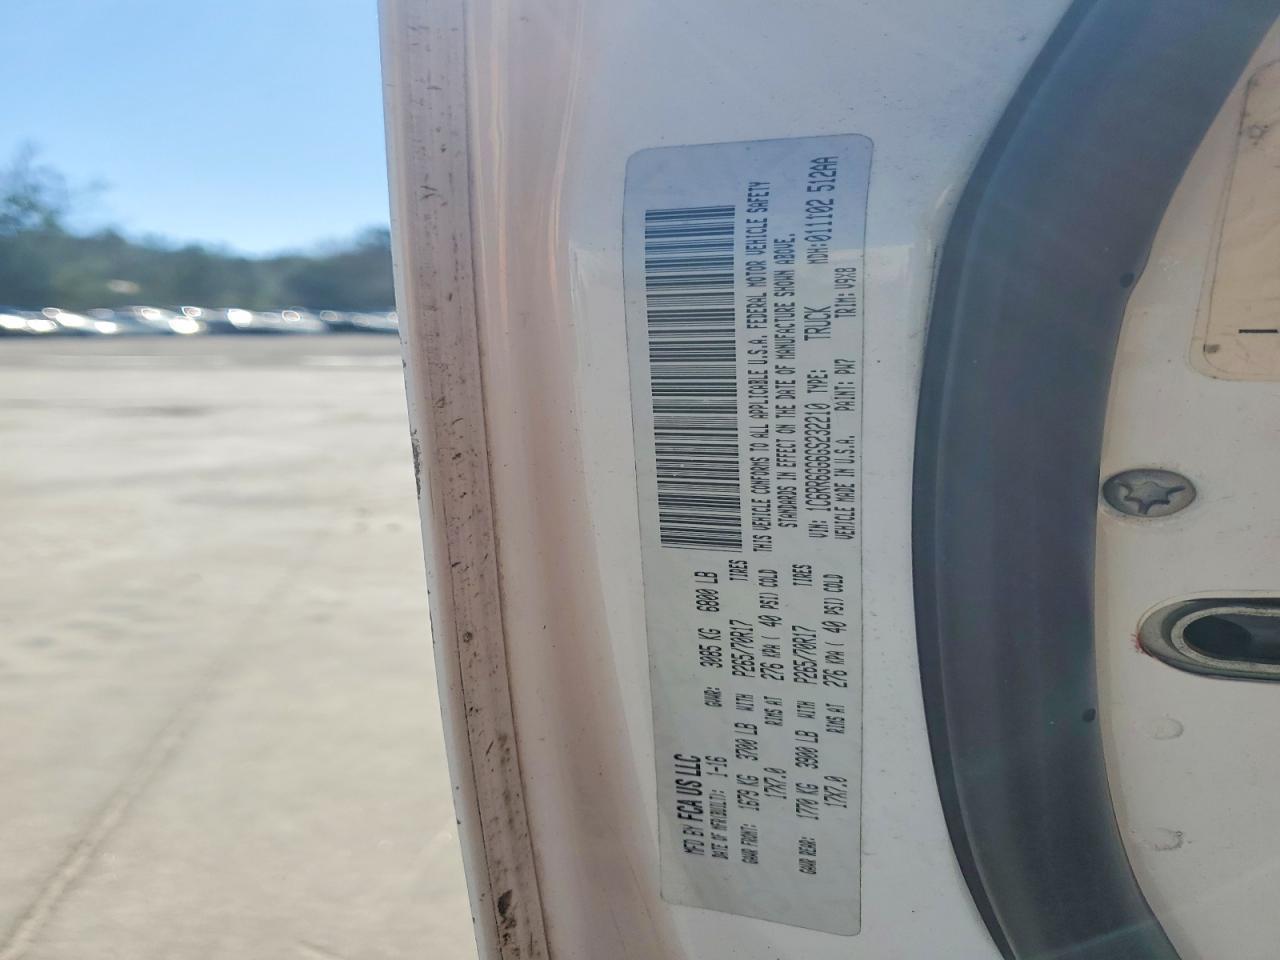 MFD BY FCA US LLC
DATE OF MFR(BUILT): 1-16 GVWR: 3085 KG 6800 LB
GAWR FRONT: 1679 KG 3700 LB WITH P265/70R17 TIRES
17X7.0 RIMS AT 276 KPA ( 40 PSI) COLD
GAWR REAR: 1770 KG 3900 LB WITH P265/70R17 TIRES
17X7.0 RIMS AT 276 KPA ( 40 PSI) COLD
THIS VEHICLE CONFORMS TO ALL APPLICABLE U.S.A. FEDERAL MOTOR VEHICLE SAFETY
STANDARDS IN EFFECT ON THE DATE OF MANUFACTURE SHOWN ABOVE.
VIN: 1C6RR6GG6GS232210 TYPE: TRUCK MDH:011102 512AA
VEHICLE MADE IN U.S.A. PAINT: PW7 TRIM: V9X8